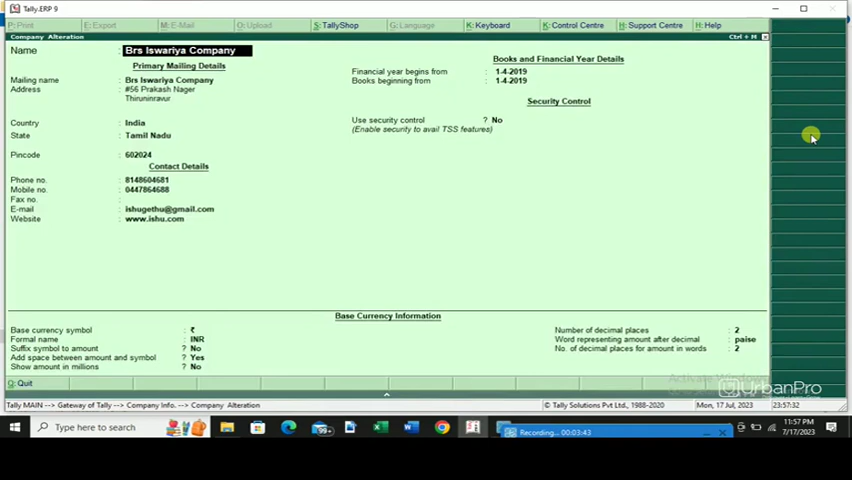 Tally.ERP 9
P: Print E: Export M: E-Mail O: Upload S: TallyShop G: Language K: Keyboard K: Control Centre H: Support Centre H: Help
Company Alteration Ctrl + M
Name : Brs Iswariya Company
Primary Mailing Details
Mailing name : Brs Iswariya Company
Address : #56 Prakash Nager
Thiruninravur
Country : India
State : Tamil Nadu
Pincode : 602024
Contact Details
Phone no. : 8148604681
Mobile no. : 0447864688
Fax no. :
E-mail : ishugethu@gmail.com
Website : www.ishu.com
Books and Financial Year Details
Financial year begins from : 1-4-2019
Books beginning from : 1-4-2019
Security Control
Use security control ? No
(Enable security to avail TSS features)
Base Currency Information
Base currency symbol : ₹
Formal name : INR
Suffix symbol to amount ? No
Add space between amount and symbol ? Yes
Show amount in millions ? No
Number of decimal places : 2
Word representing amount after decimal : paise
No. of decimal places for amount in words : 2
Q: Quit
Activate Windows
UrbanPro
Tally MAIN --> Gateway of Tally --> Company Info. --> Company Alteration © Tally Solutions Pvt Ltd., 1988-2020 Mon, 17 Jul, 2023 23:57:32
Type here to search
99+
Recording... 00:03:43
11:57 PM
7/17/2023